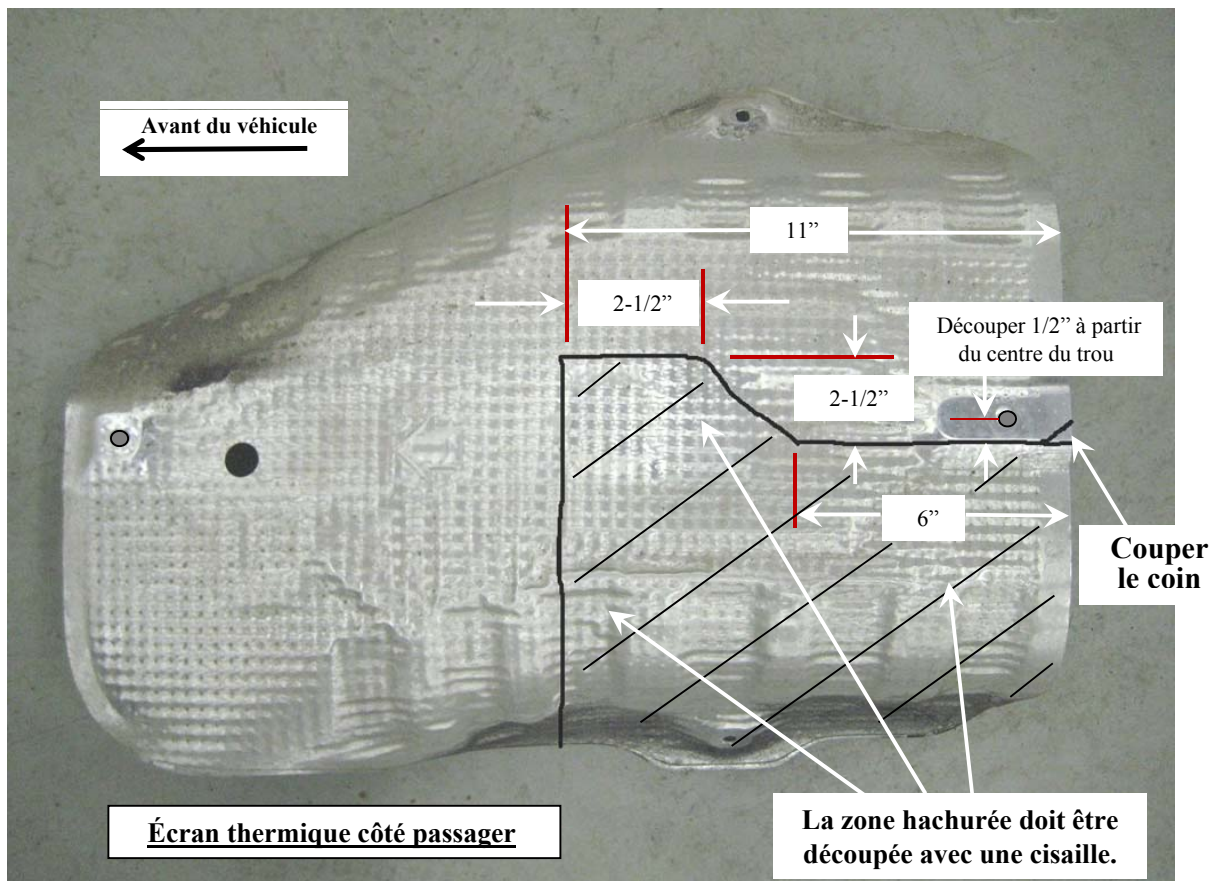 Avant du véhicule
11”
2-1/2”
Découper 1/2” à partir
du centre du trou
2-1/2”
6”
Couper
le coin
Écran thermique côté passager
La zone hachurée doit être
découpée avec une cisaille.